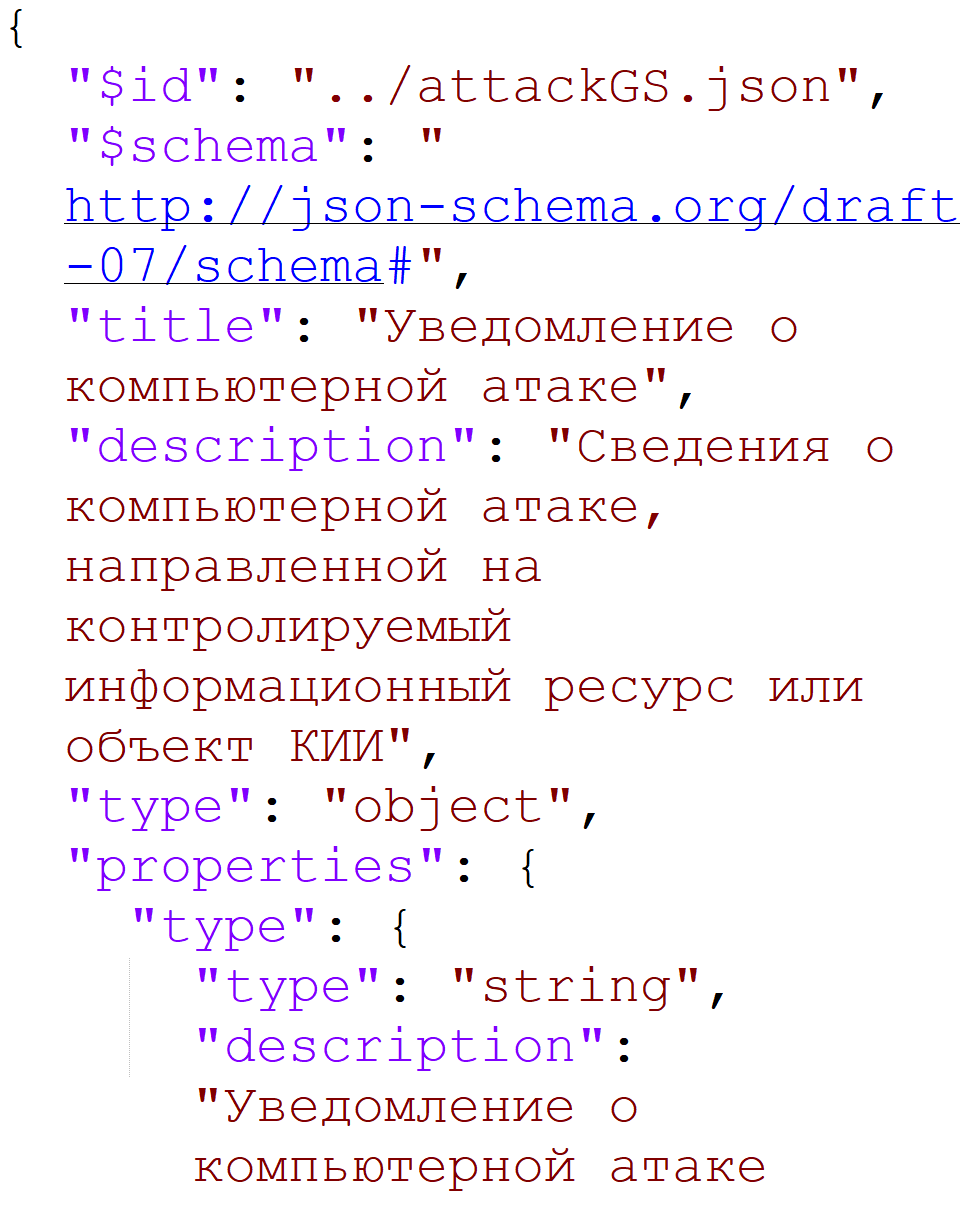 {
"$id": "../attackGS.json",
"$schema": "
http://json-schema.org/draft
-07/schema#",
"title": "Уведомление о
компьютерной атаке",
"description": "Сведения о
компьютерной атаке,
направленной на
контролируемый
информационный ресурс или
объект КИИ",
"type": "object",
"properties": {
"type": {
"type": "string",
"description":
"Уведомление о
компьютерной атаке